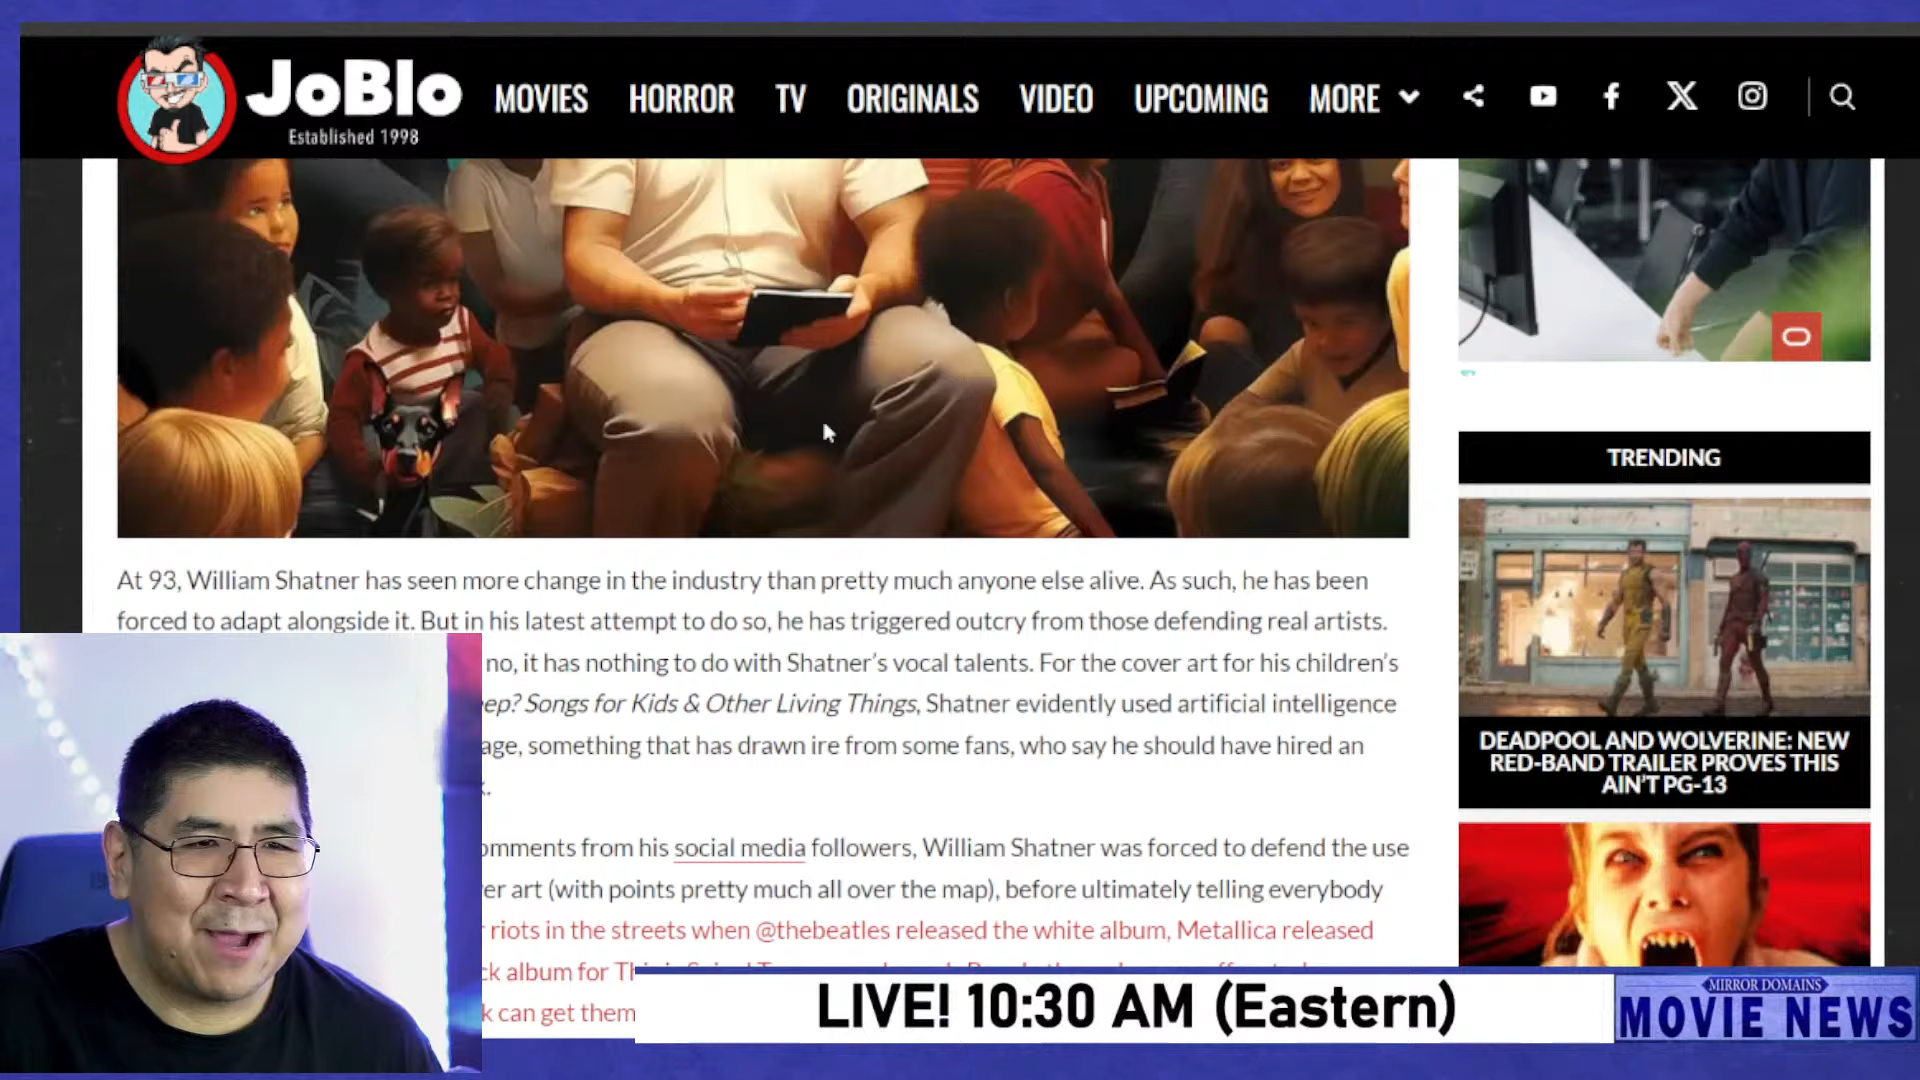 JoBlo
Established 1998
MOVIES HORROR TV ORIGINALS VIDEO UPCOMING MORE
At 93, William Shatner has seen more change in the industry than pretty much anyone else alive. As such, he has been
forced to adapt alongside it. But in his latest attempt to do so, he has triggered outcry from those defending real artists.
no, it has nothing to do with Shatner's vocal talents. For the cover art for his children's
ep? Songs for Kids & Other Living Things, Shatner evidently used artificial intelligence
age, something that has drawn ire from some fans, who say he should have hired an
omments from his social media followers, William Shatner was forced to defend the use
er art (with points pretty much all over the map), before ultimately telling everybody
riots in the streets when @thebeatles released the white album, Metallica released
ck album for
k can get them
TRENDING
DEADPOOL AND WOLVERINE: NEW
RED-BAND TRAILER PROVES THIS
AIN'T PG-13
LIVE! 10:30 AM (Eastern)
MIRROR DOMAINS
MOVIE NEWS